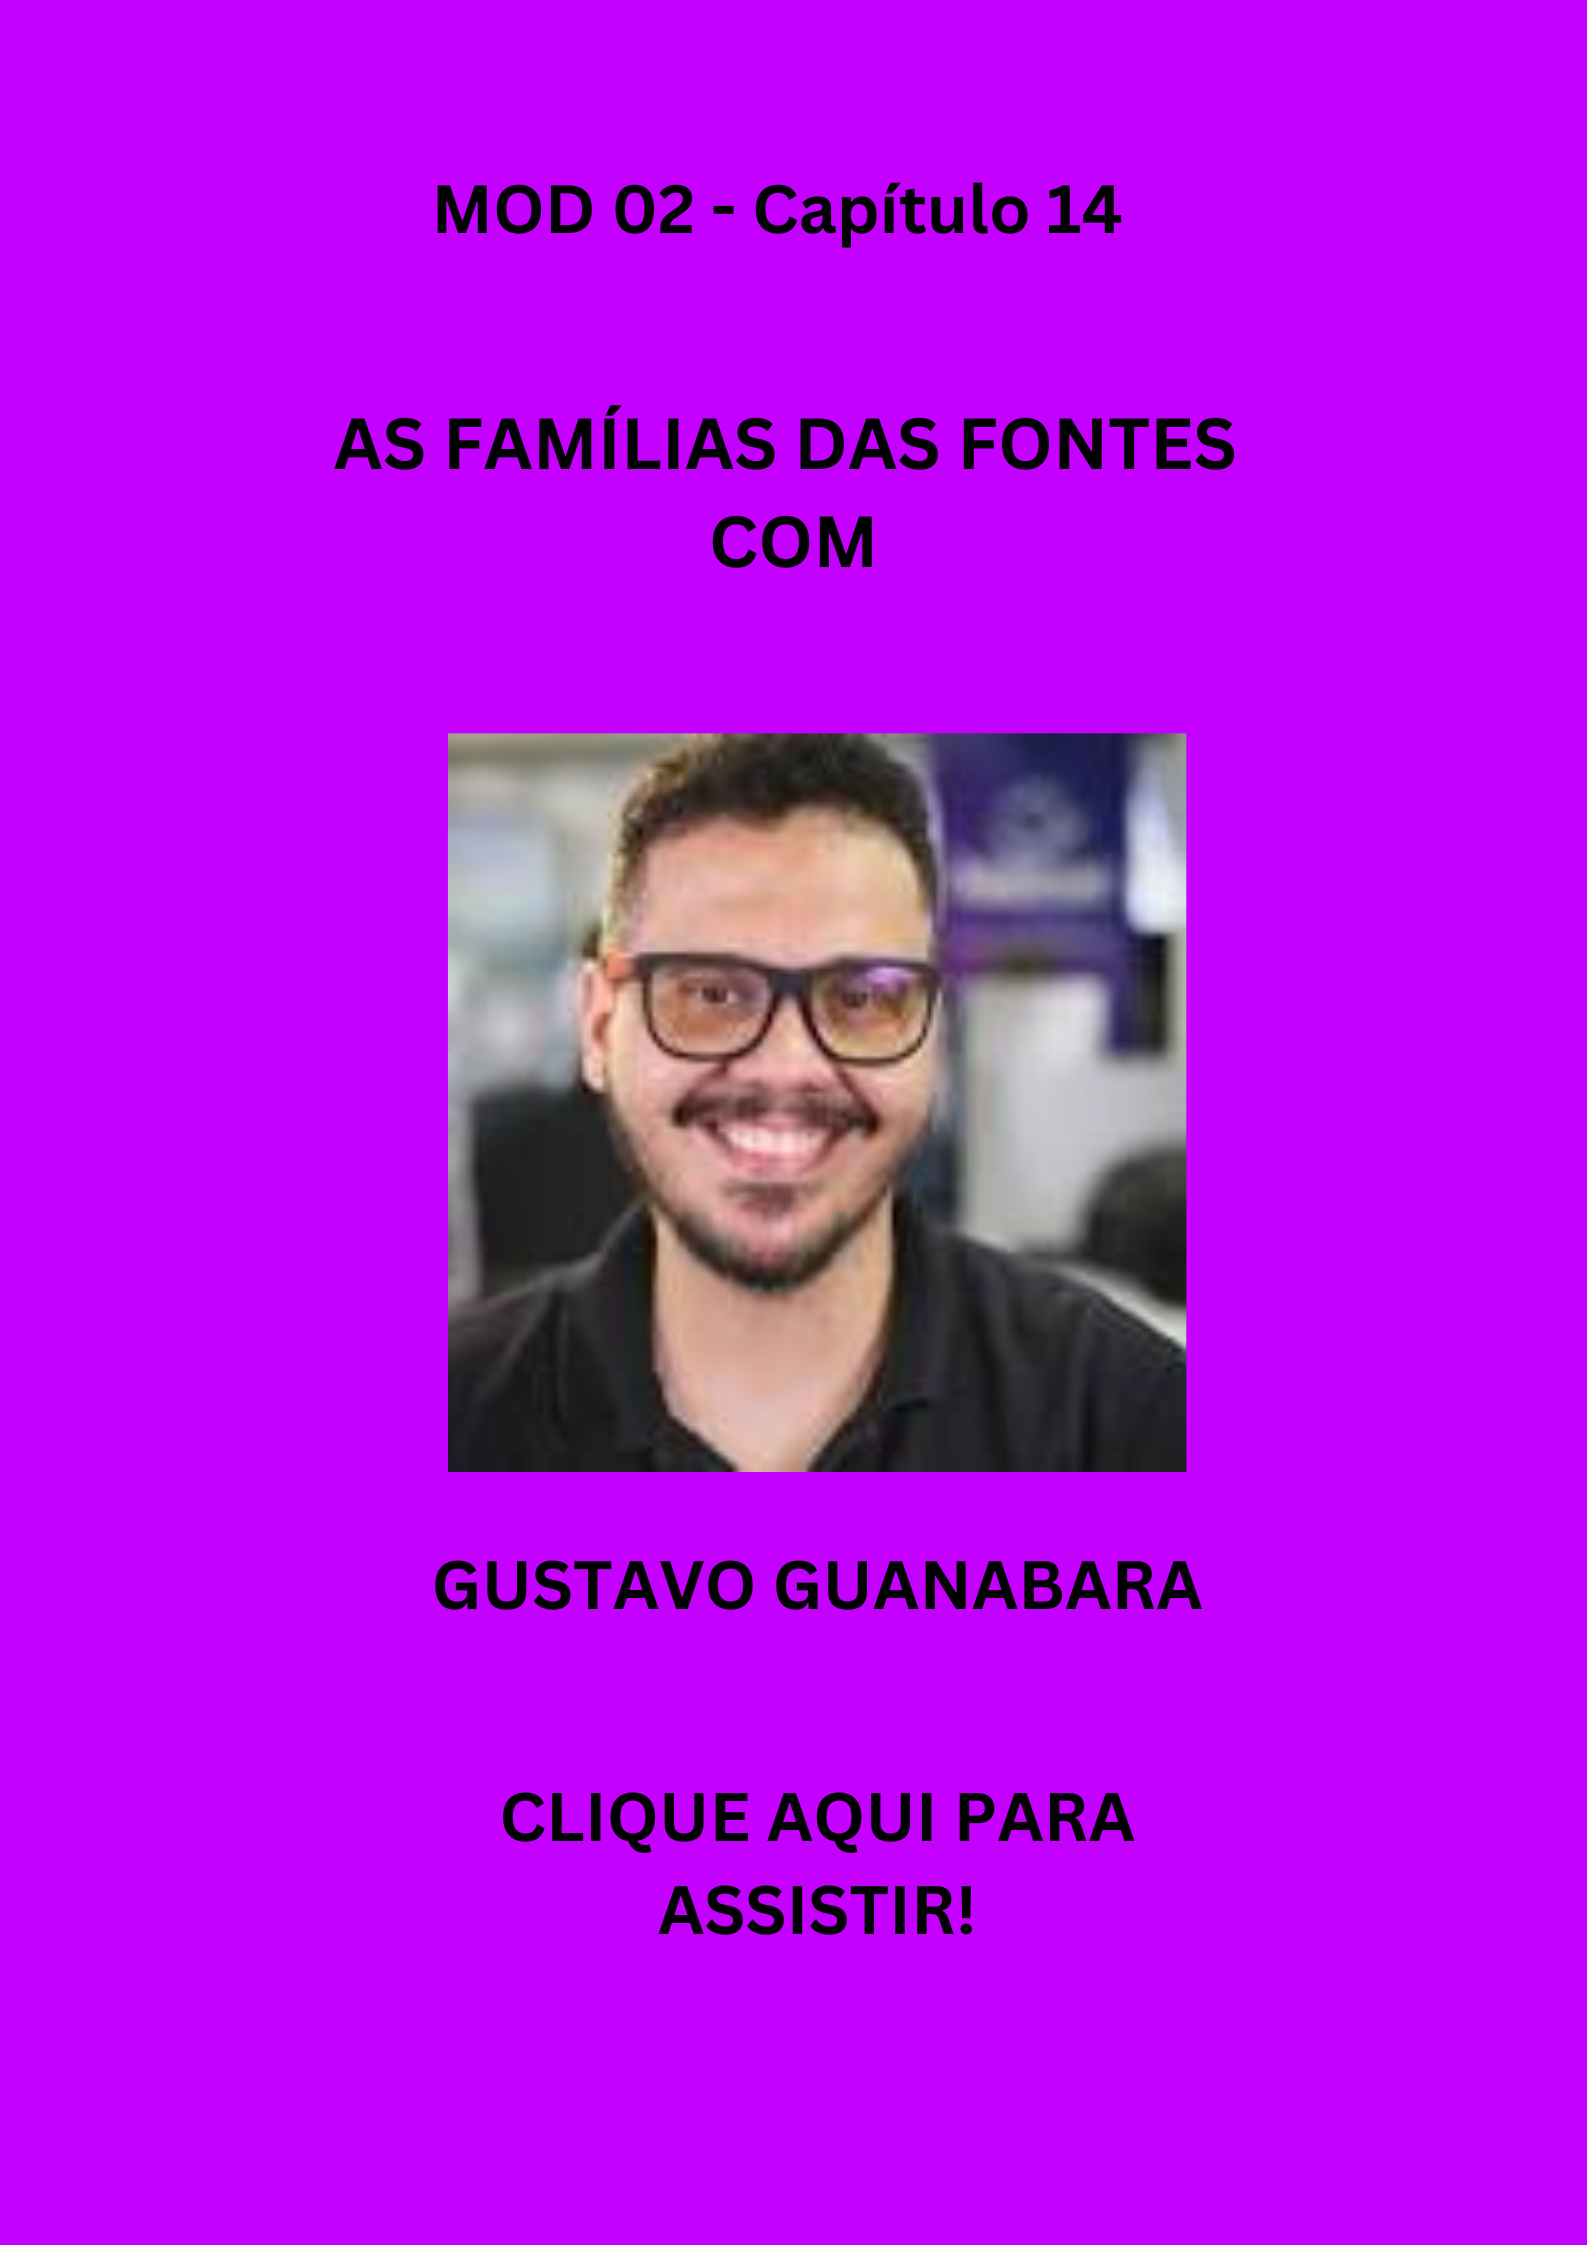 MOD 02 - Capítulo 14
AS FAMÍLIAS DAS FONTES
COM
GUSTAVO GUANABARA
CLIQUE AQUI PARA
ASSISTIR!